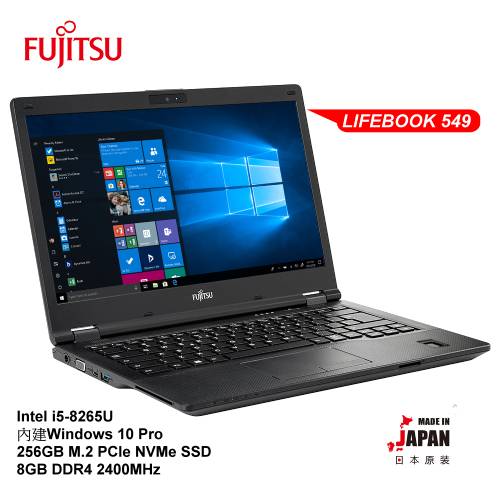 FUJITSU
LIFEBOOK 549
24
FUJITSU
Intel i5-8265U
內建Windows 10 Pro
256GB M.2 PCIe NVMe SSD
8GB DDR4 2400MHz
MADE IN
JAPAN
日本原裝